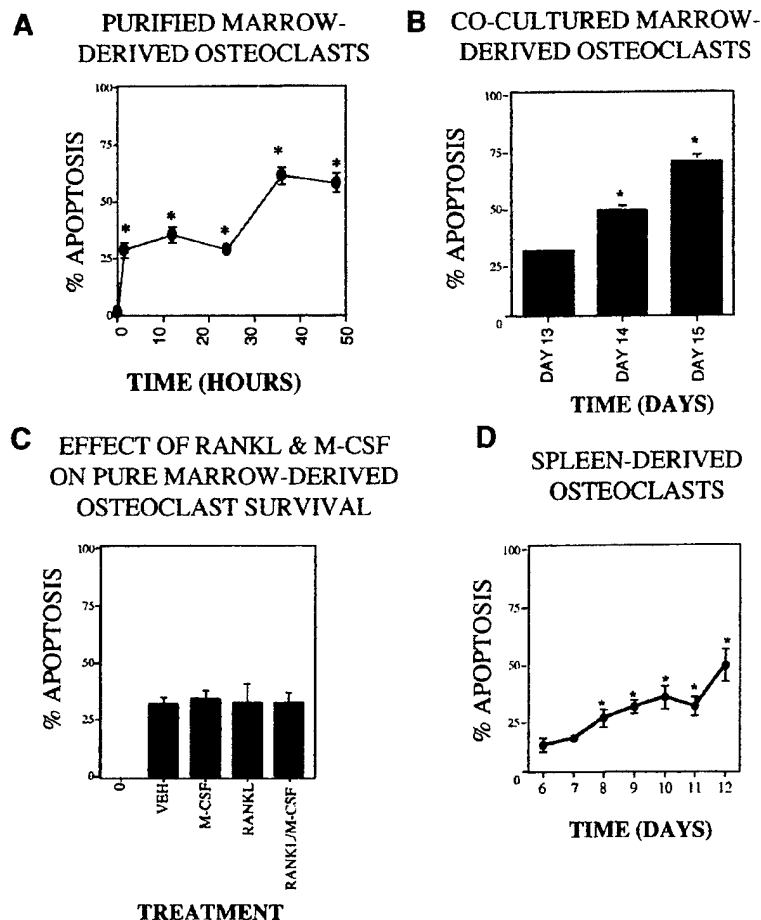 A
PURIFIED MARROW-
DERIVED OSTEOCLASTS
% APOPTOSIS
100
75
50
25
0
0 10 20 30 40 50
* * * * *
TIME (HOURS)
B
CO-CULTURED MARROW-
DERIVED OSTEOCLASTS
% APOPTOSIS
100
75
50
25
0
* *
DAY 13
DAY 14
DAY 15
TIME (DAYS)
C
EFFECT OF RANKL & M-CSF
ON PURE MARROW-DERIVED
OSTEOCLAST SURVIVAL
% APOPTOSIS
100
75
50
25
0
0
VEH
M-CSF
RANKL
RANKL/M-CSF
TREATMENT
D
SPLEEN-DERIVED
OSTEOCLASTS
% APOPTOSIS
100
75
50
25
0
* * * * *
6 7 8 9 10 11 12
TIME (DAYS)